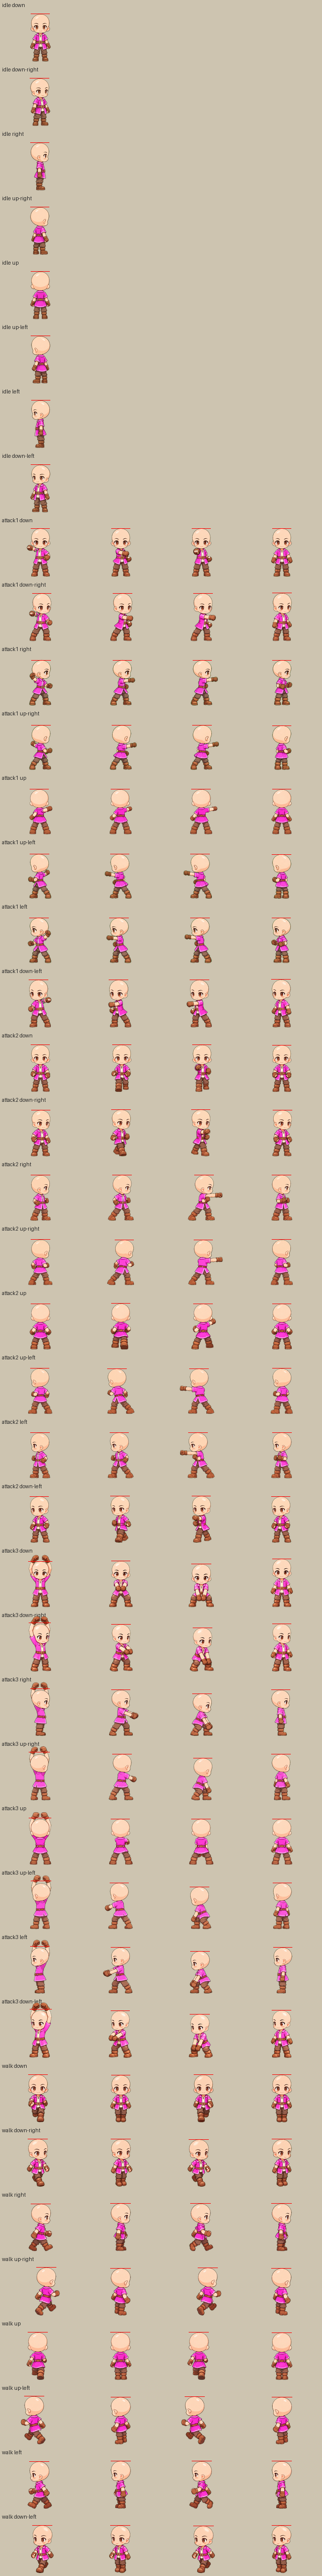 idle down
idle down-right
idle right
idle up-right
idle up
idle up-left
idle left
idle down-left
attack1 down
attack1 down-right
attack1 right
attack1 up-right
attack1 up
attack1 up-left
attack1 left
attack1 down-left
attack2 down
attack2 down-right
attack2 right
attack2 up-right
attack2 up
attack2 up-left
attack2 left
attack2 down-left
attack3 down
attack3 down-right
attack3 right
attack3 up-right
attack3 up
attack3 up-left
attack3 left
attack3 down-left
walk down
walk down-right
walk right
walk up-right
walk up
walk up-left
walk left
walk down-left